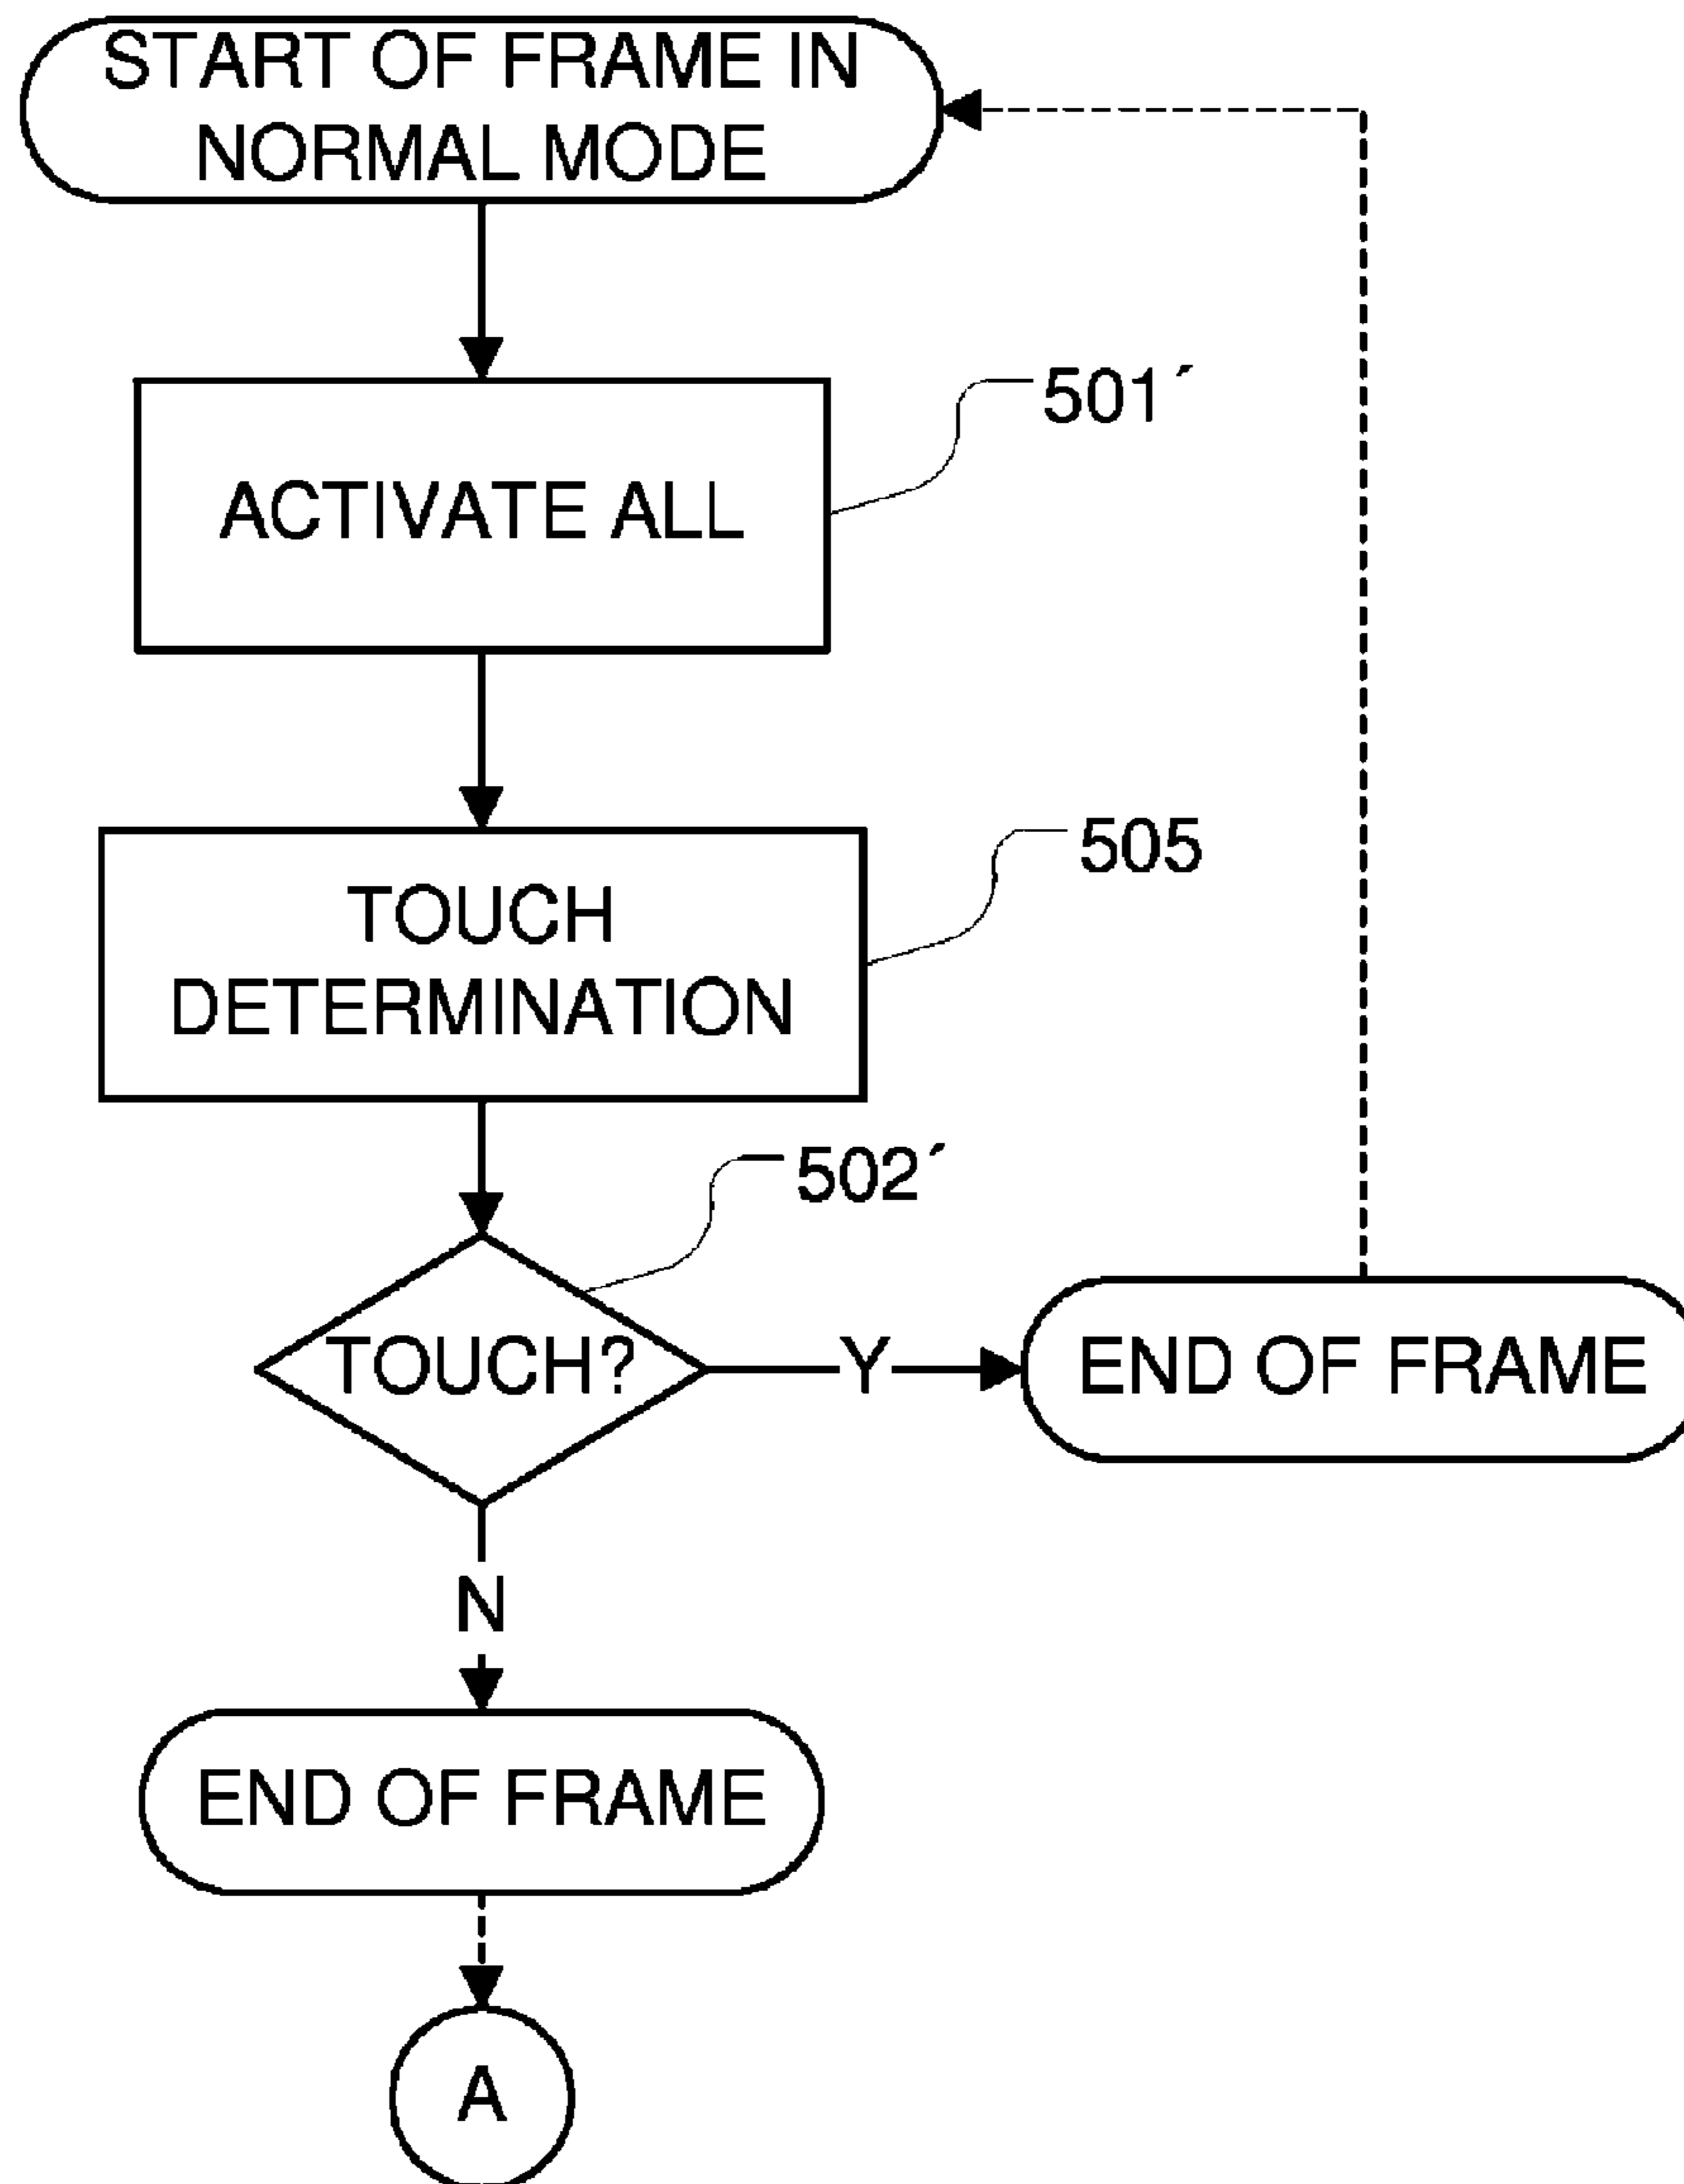 START OF FRAME IN
NORMAL MODE
501´
ACTIVATE ALL
505
TOUCH
DETERMINATION
502´
TOUCH?
Y
END OF FRAME
N
END OF FRAME
A